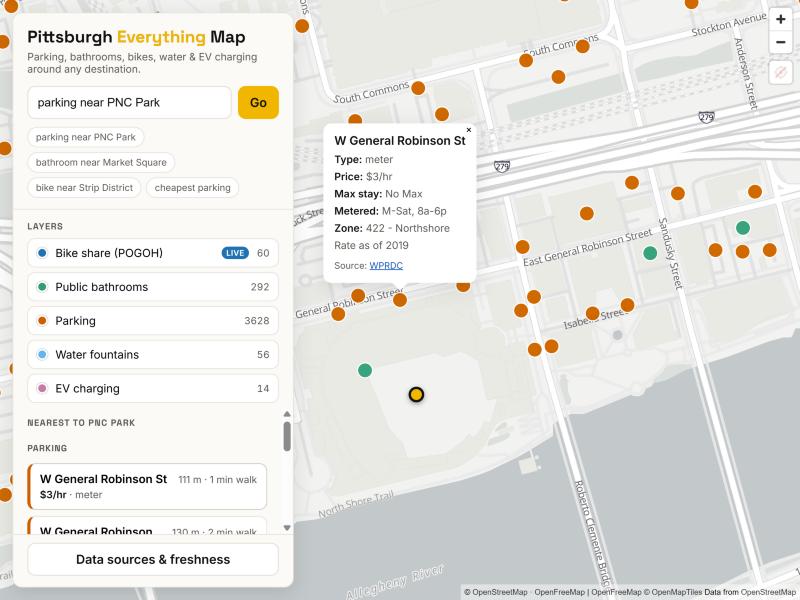 Pittsburgh Everything Map
Parking, bathrooms, bikes, water & EV charging
around any destination.
parking near PNC Park
Go
parking near PNC Park
bathroom near Market Square
bike near Strip District
cheapest parking
LAYERS
Bike share (POGOH)
LIVE
60
Public bathrooms
292
Parking
3628
Water fountains
56
EV charging
14
NEAREST TO PNC PARK
PARKING
W General Robinson St
111 m · 1 min walk
$3/hr · meter
W General Robinson
130 m · 2 min walk
Data sources & freshness
W General Robinson St
×
Type: meter
Price: $3/hr
Max stay: No Max
Metered: M-Sat, 8a-6p
Zone: 422 - Northshore
Rate as of 2019
Source: WPRDC
South Commons
South Commons
Stockton Avenue
Anderson Street
279
279
East General Robinson Street
Sandusky Street
General Robinson Street
Isabella Street
North Shore Trail
Roberto Clemente Bridge
Allegheny River
+
−
© OpenStreetMap · OpenFreeMap | OpenFreeMap © OpenMapTiles Data from OpenStreetMap